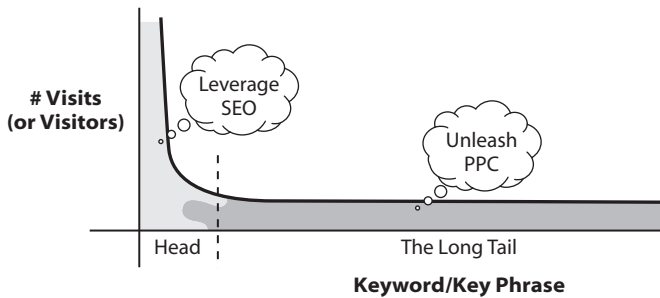 Leverage
SEO
# Visits
(or Visitors)
Unleash
PPC
Head
The Long Tail
Keyword/Key Phrase